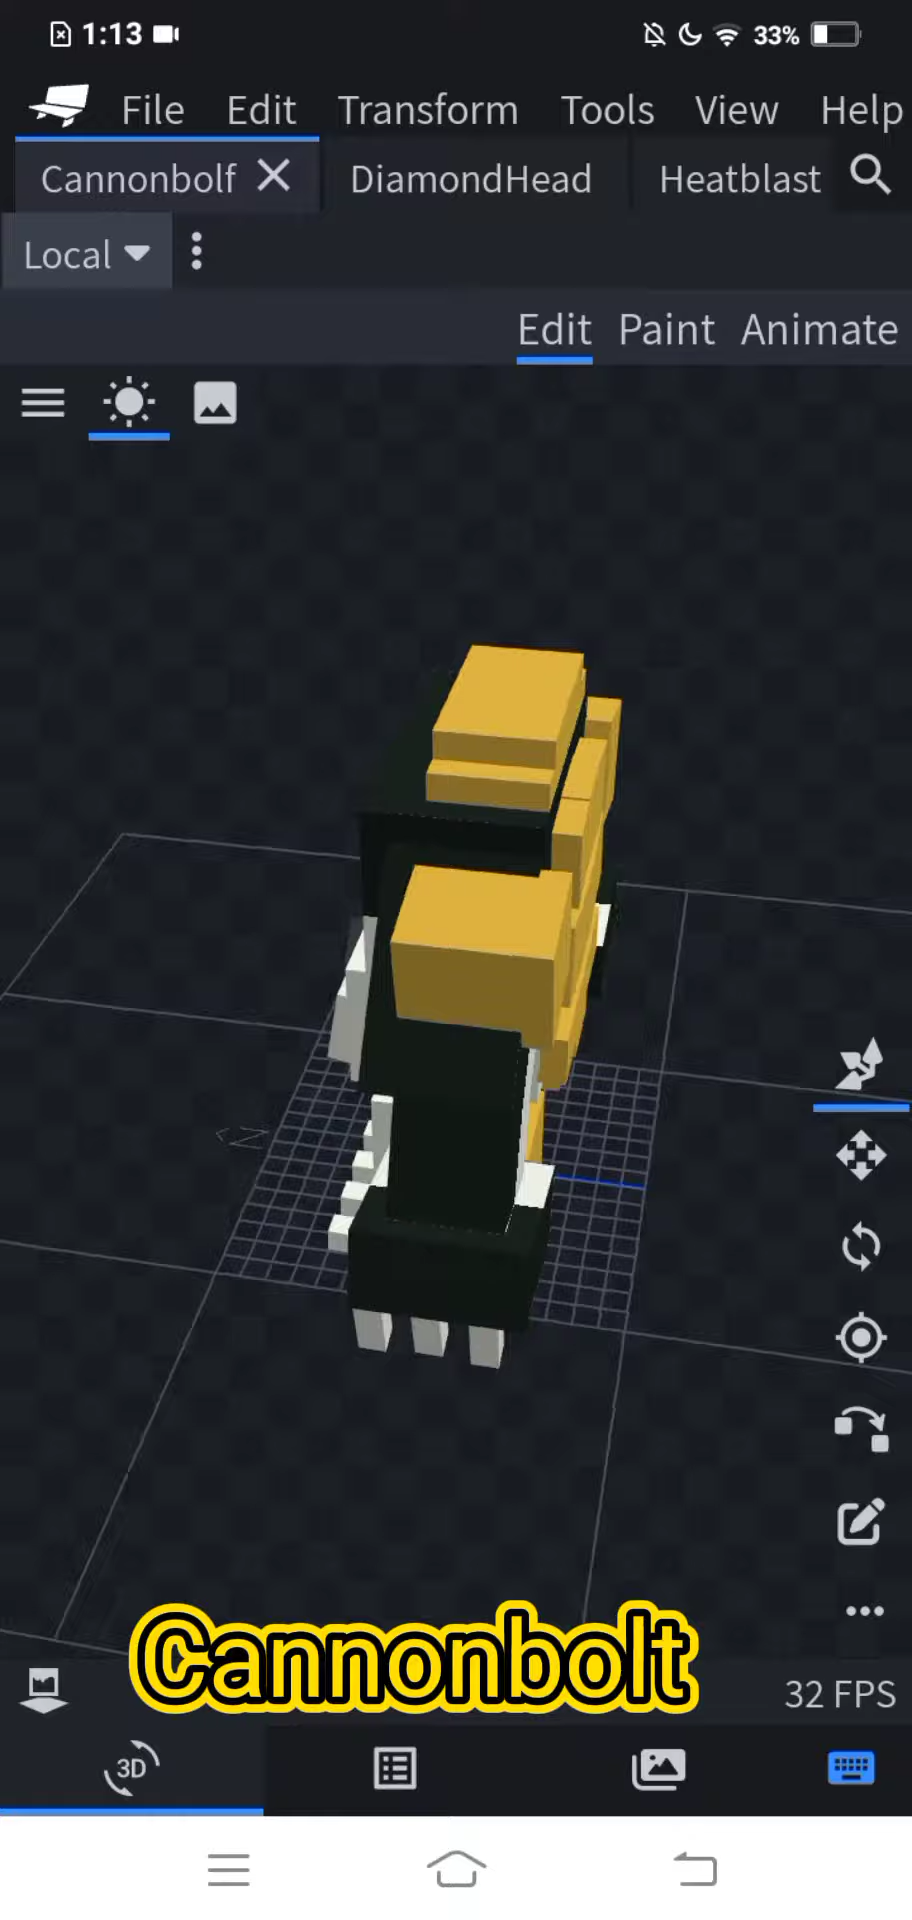 1:13 33%
File Edit Transform Tools View Help
Cannonbolf DiamondHead Heatblast
Local
Edit Paint Animate
Cannonbolt
32 FPS
3D